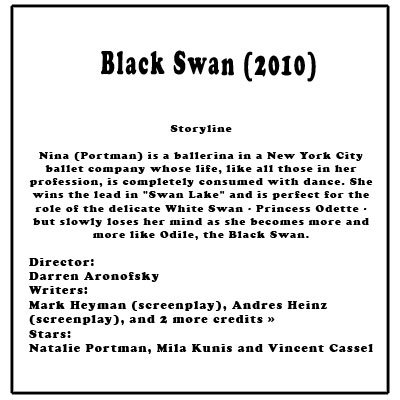 Black Swan (2010)
Storyline
Nina (Portman) is a ballerina in a New York City
ballet company whose life, like all those in her
profession, is completely consumed with dance. She
wins the lead in "Swan Lake" and is perfect for the
role of the delicate White Swan - Princess Odette -
but slowly loses her mind as she becomes more and
more like Odile, the Black Swan.
Director:
Darren Aronofsky
Writers:
Mark Heyman (screenplay), Andres Heinz
(screenplay), and 2 more credits »
Stars:
Natalie Portman, Mila Kunis and Vincent Cassel